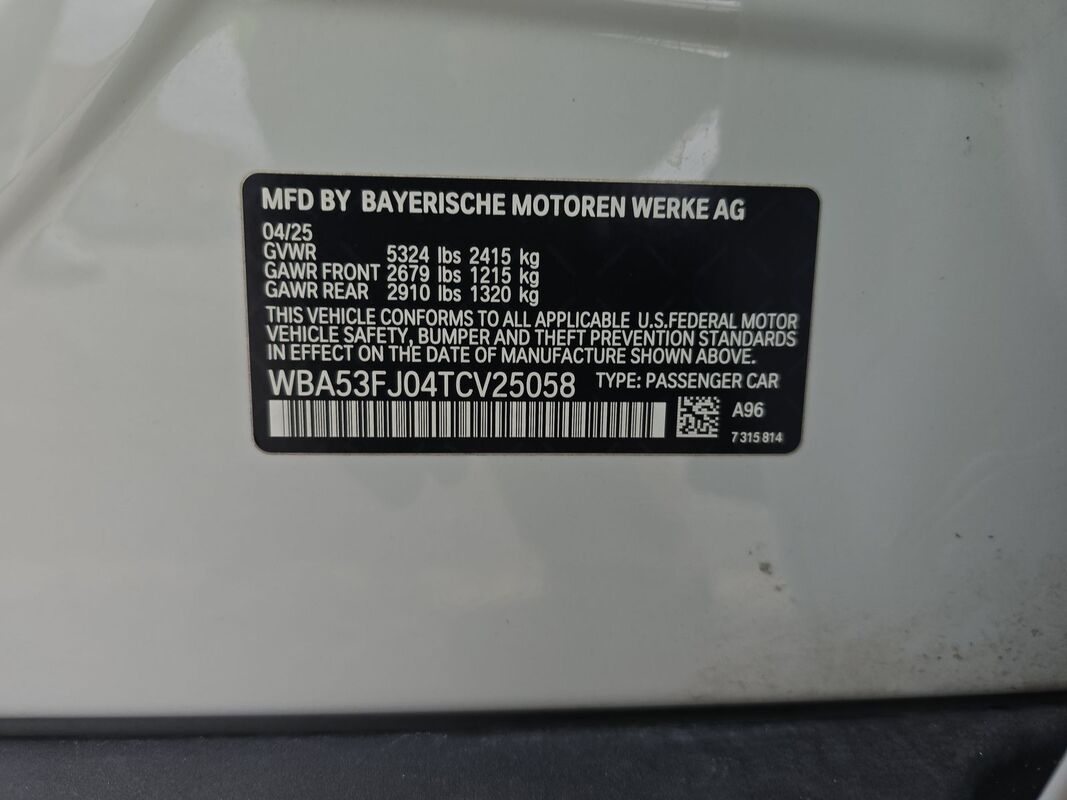 MFD BY BAYERISCHE MOTOREN WERKE AG
04/25
GVWR 5324 lbs 2415 kg
GAWR FRONT 2679 lbs 1215 kg
GAWR REAR 2910 lbs 1320 kg
THIS VEHICLE CONFORMS TO ALL APPLICABLE U.S.FEDERAL MOTOR
VEHICLE SAFETY, BUMPER AND THEFT PREVENTION STANDARDS
IN EFFECT ON THE DATE OF MANUFACTURE SHOWN ABOVE.
WBA53FJ04TCV25058 TYPE: PASSENGER CAR
A96
7 315 814